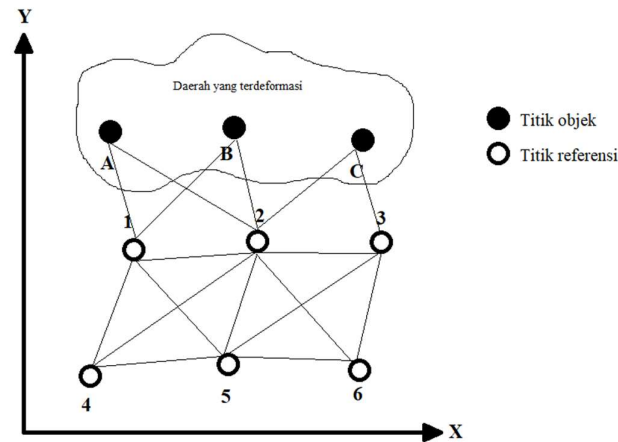 Y
Daerah yang terdeformasi
Titik objek
Titik referensi
A
B
C
1
2
3
4
5
6
X